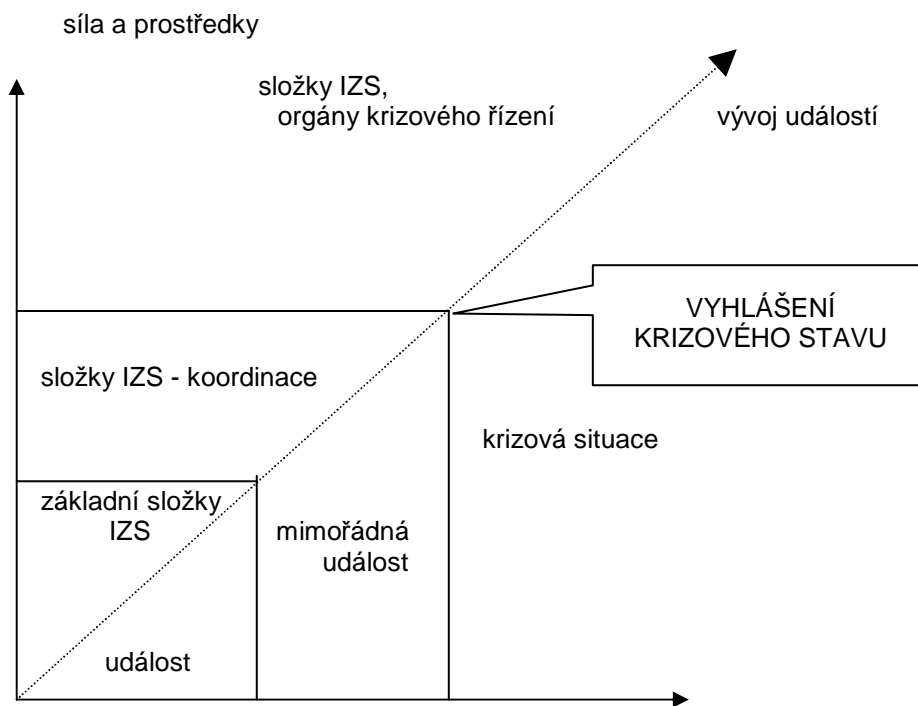 síla a prostředky
složky IZS,
orgány krizového řízení
vývoj událostí
VYHLÁŠENÍ
KRIZOVÉHO STAVU
složky IZS - koordinace
krizová situace
základní složky
IZS
mimořádná
událost
událost